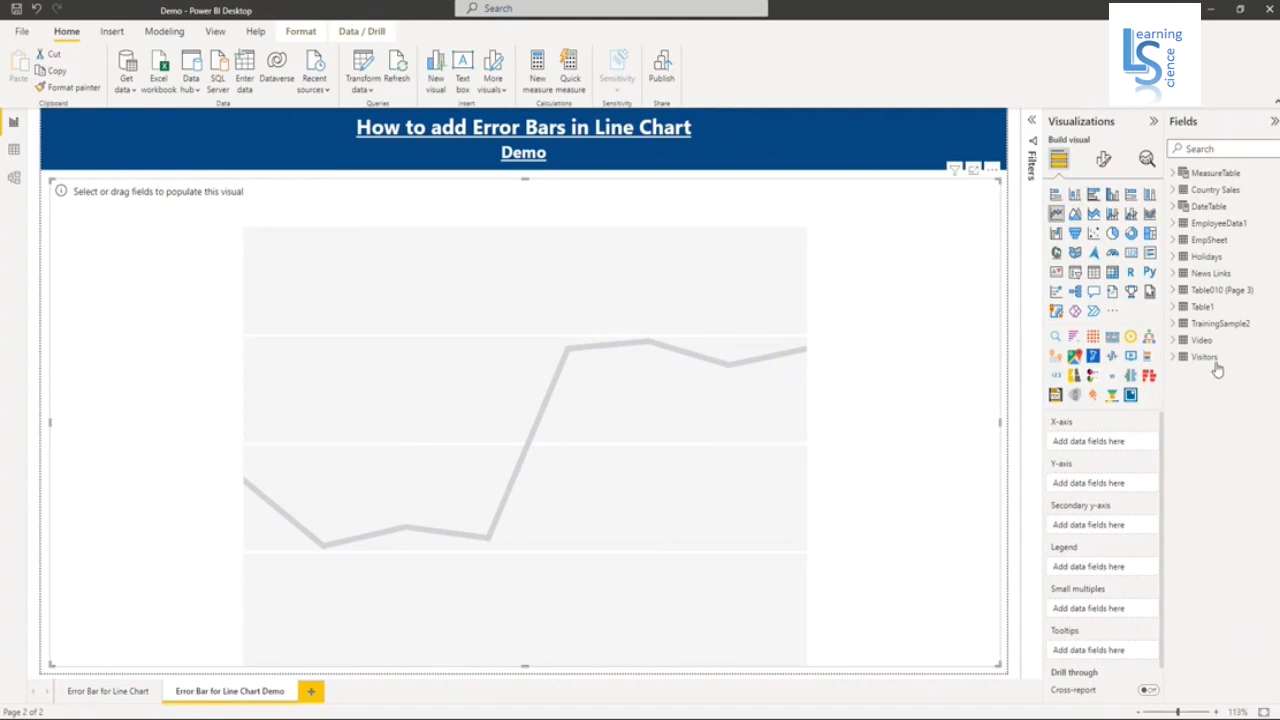 Demo - Power BI Desktop
Search
File
Home
Insert
Modeling
View
Help
Format
Data / Drill
Paste
Cut
Copy
Format painter
Clipboard
Get data
Excel workbook
Data hub
SQL Server
Enter data
Dataverse
Recent sources
Data
Transform data
Refresh
Queries
New visual
Text box
More visuals
Insert
New measure
Quick measure
Calculations
Sensitivity
Sensitivity
Publish
Share
Learning
Science
How to add Error Bars in Line Chart
Demo
Select or drag fields to populate this visual
Filters
Visualizations
Build visual
R
Py
X-axis
Add data fields here
Y-axis
Add data fields here
Secondary y-axis
Add data fields here
Legend
Add data fields here
Small multiples
Add data fields here
Tooltips
Add data fields here
Drill through
Cross-report
Off
Fields
Search
MeasureTable
Country Sales
DateTable
EmployeeData1
EmpSheet
Holidays
News Links
Table010 (Page 3)
Table1
TrainingSample2
Video
Visitors
Error Bar for Line Chart
Error Bar for Line Chart Demo
Page 2 of 2
113%